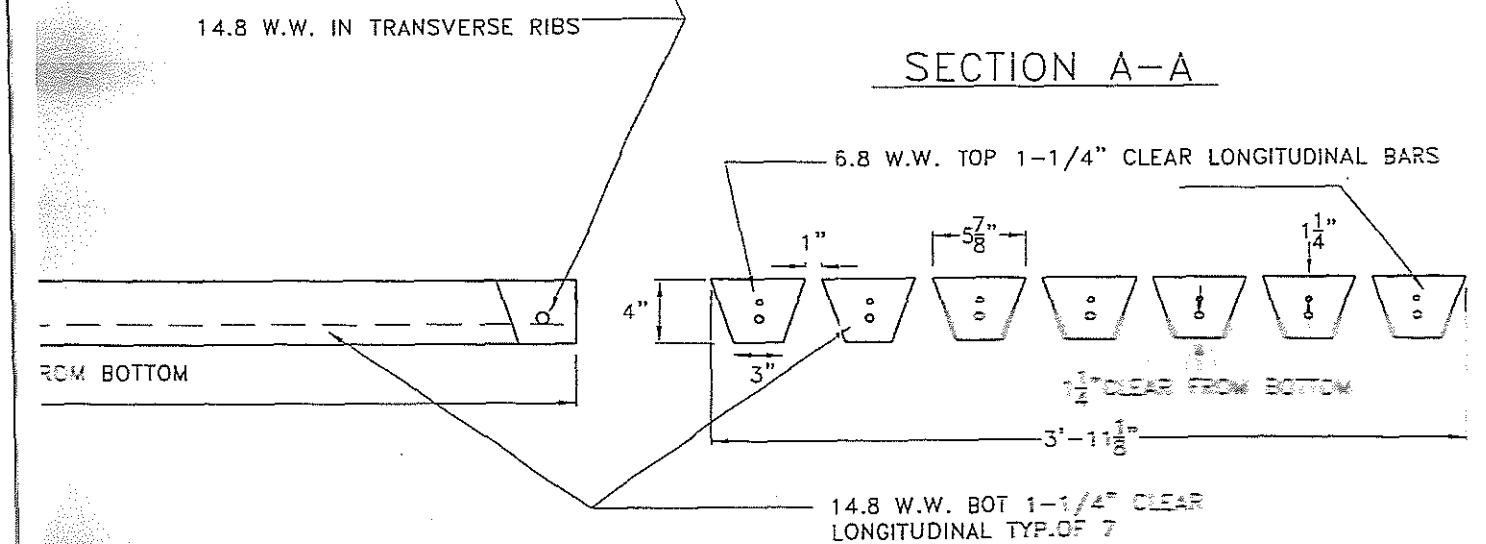 14.8 W.W. IN TRANSVERSE RIBS
SECTION A-A
6.8 W.W. TOP 1-1/4" CLEAR LONGITUDINAL BARS
1"
5 7/8"
1 1/4"
4"
3"
ROM BOTTOM
1 1/4" CLEAR FROM BOTTOM
3'-11 1/8"
14.8 W.W. BOT 1-1/4" CLEAR
LONGITUDINAL TYP.OF 7